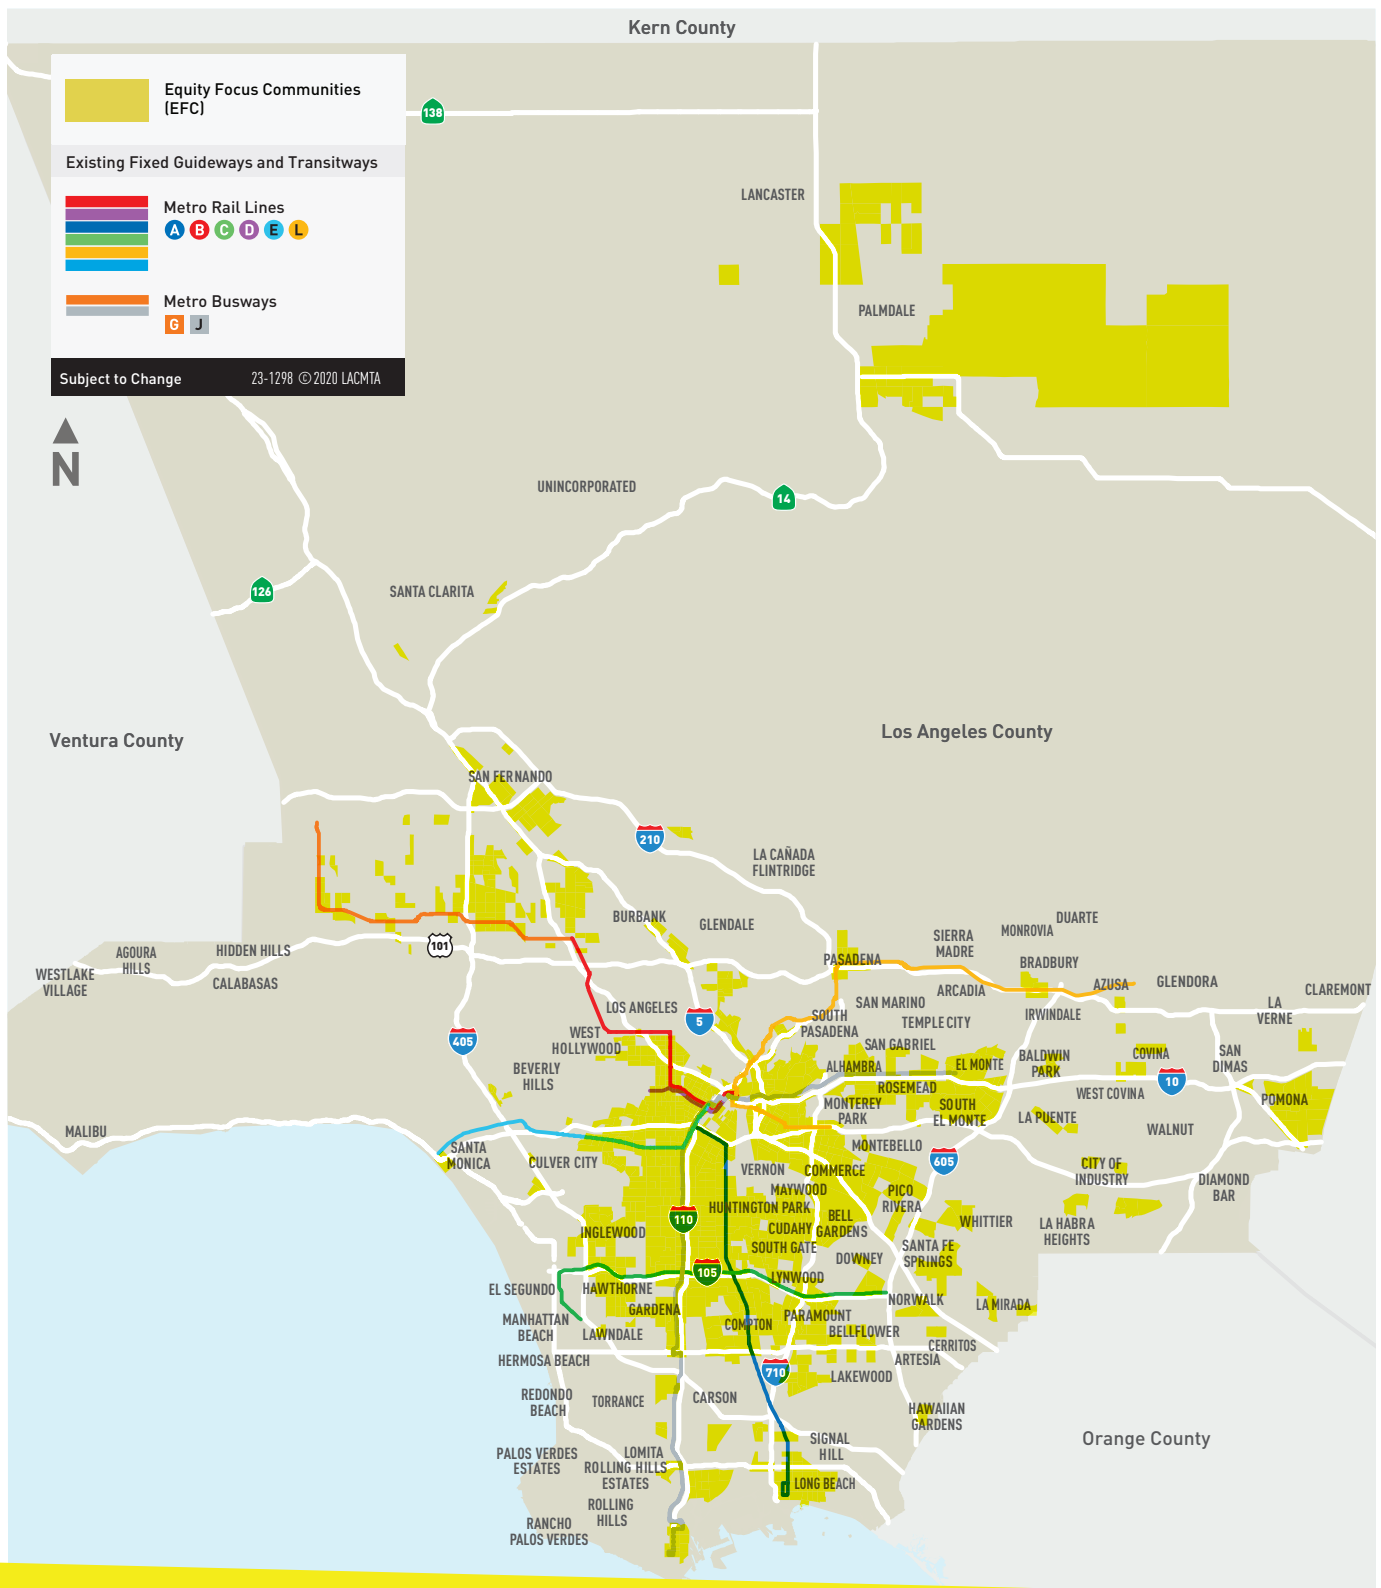 Kern County
Equity Focus Communities
(EFC)
Existing Fixed Guideways and Transitways
Metro Rail Lines
A B C D E L
Metro Busways
G J
Subject to Change 23-1298 ©2020 LACMTA
N
138
LANCASTER
PALMDALE
UNINCORPORATED
14
126
SANTA CLARITA
Ventura County
Los Angeles County
SAN FERNANDO
210
LA CAÑADA
FLINTRIDGE
BURBANK
GLENDALE
DUARTE
MONROVIA
SIERRA
MADRE
BRADBURY
PASADENA
101
AGOURA
HILLS
HIDDEN HILLS
WESTLAKE
VILLAGE
CALABASAS
AZUSA
GLENDORA
CLAREMONT
ARCADIA
SAN MARINO
LA
VERNE
LOS ANGELES
5
SOUTH
PASADENA
TEMPLE CITY
IRWINDALE
405
WEST
HOLLYWOOD
SAN GABRIEL
BEVERLY
HILLS
ALHAMBRA
EL MONTE
BALDWIN
PARK
COVINA
SAN
DIMAS
ROSEMEAD
10
WEST COVINA
POMONA
MONTEREY
PARK
SOUTH
EL MONTE
LA PUENTE
WALNUT
MALIBU
SANTA
MONICA
CULVER CITY
MONTEBELLO
605
VERNON
COMMERCE
CITY OF
INDUSTRY
DIAMOND
BAR
MAYWOOD
PICO
RIVERA
HUNTINGTON PARK
110
BELL
GARDENS
CUDAHY
WHITTIER
LA HABRA
HEIGHTS
INGLEWOOD
SOUTH GATE
SANTA FE
SPRINGS
DOWNEY
105
LYNWOOD
EL SEGUNDO
HAWTHORNE
NORWALK
LA MIRADA
GARDENA
MANHATTAN
BEACH
COMPTON
PARAMOUNT
LAWNDALE
BELLFLOWER
CERRITOS
HERMOSA BEACH
ARTESIA
710
LAKEWOOD
REDONDO
BEACH
TORRANCE
CARSON
HAWAIIAN
GARDENS
Orange County
SIGNAL
HILL
PALOS VERDES
ESTATES
LOMITA
ROLLING HILLS
ESTATES
LONG BEACH
ROLLING
HILLS
RANCHO
PALOS VERDES